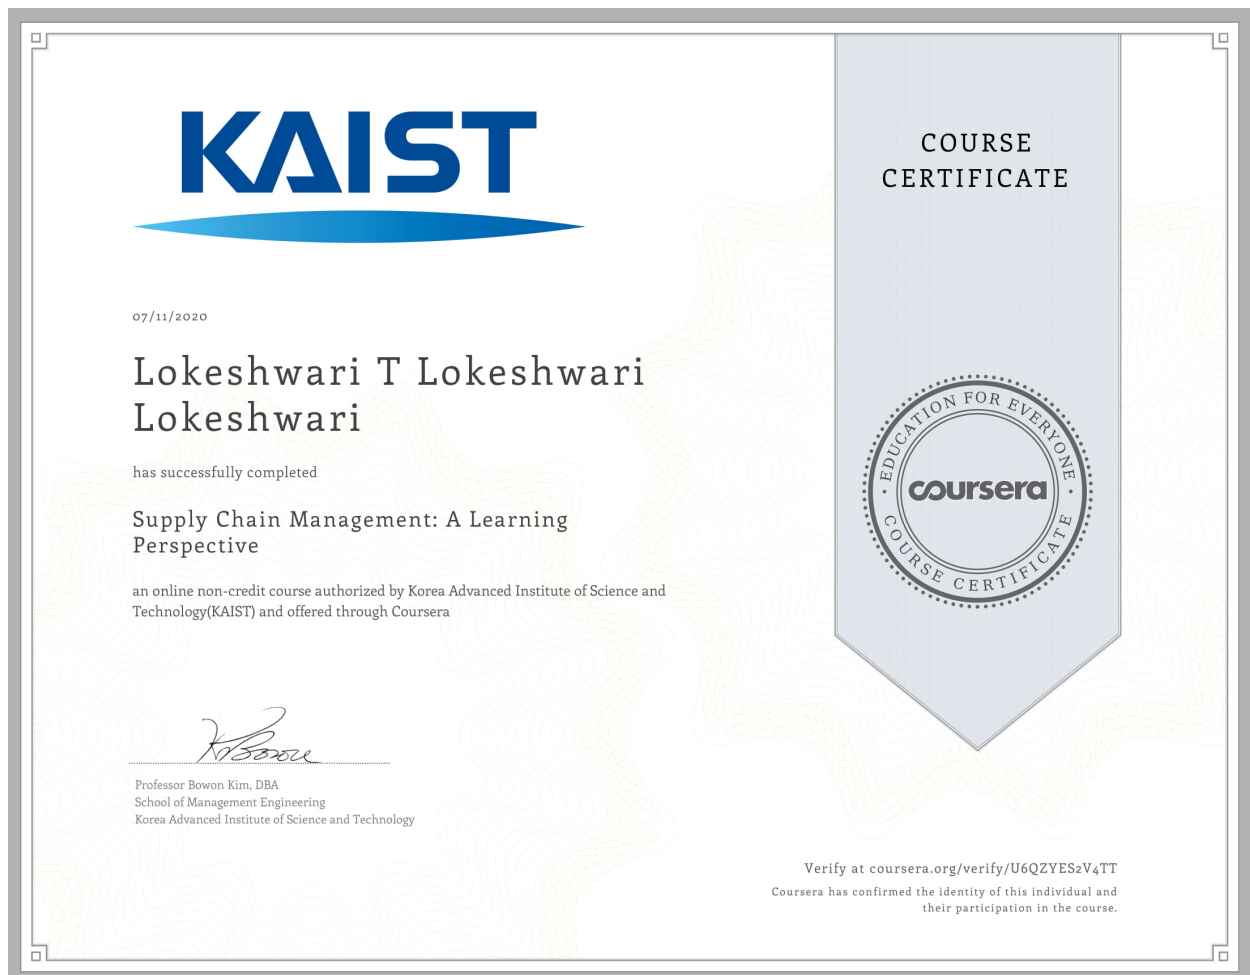 KAIST
COURSE
CERTIFICATE
07/11/2020
Lokeshwari T Lokeshwari
Lokeshwari
has successfully completed
Supply Chain Management: A Learning
Perspective
an online non-credit course authorized by Korea Advanced Institute of Science and
Technology(KAIST) and offered through Coursera
EDUCATION FOR EVERYONE
coursera
COURSE CERTIFICATE
Professor Bowon Kim, DBA
School of Management Engineering
Korea Advanced Institute of Science and Technology
Verify at coursera.org/verify/U6QZYES2V4TT
Coursera has confirmed the identity of this individual and
their participation in the course.